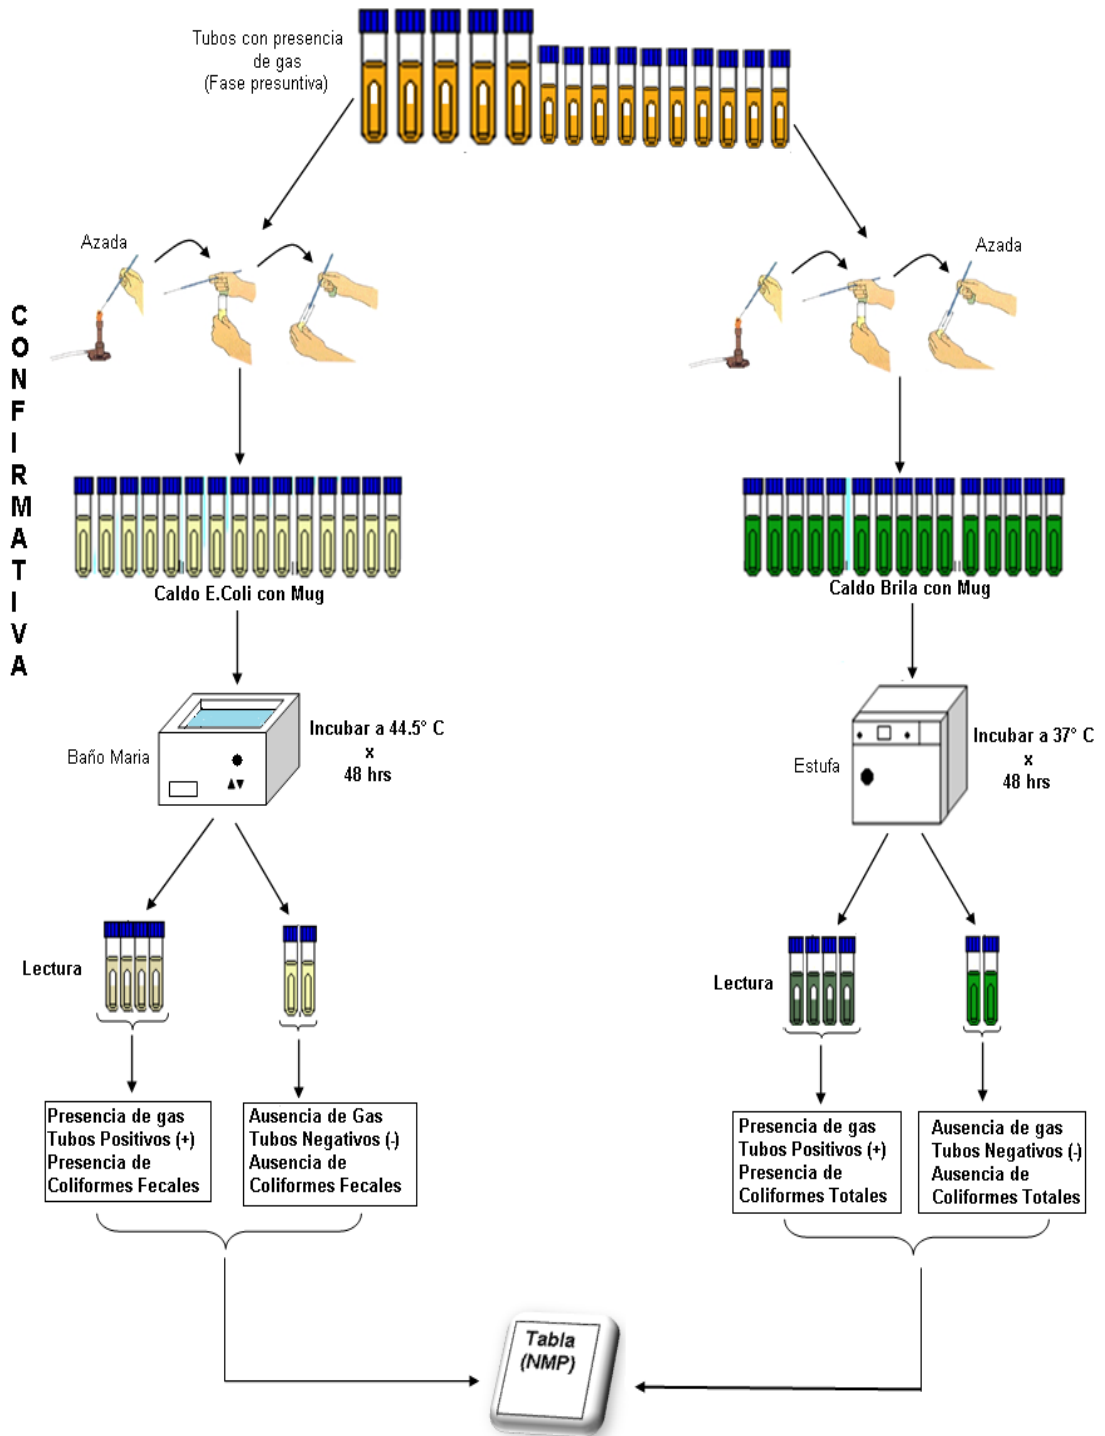 Tubos con presencia
de gas
(Fase presuntiva)
Azada
Azada
CONFIRMATIVA
Caldo E.Coli con Mug
Caldo Brila con Mug
Baño Maria
Incubar a 44.5° C
x
48 hrs
Estufa
Incubar a 37° C
x
48 hrs
Lectura
Lectura
Presencia de gas
Tubos Positivos (+)
Presencia de
Coliformes Fecales
Ausencia de Gas
Tubos Negativos (-)
Ausencia de
Coliformes Fecales
Presencia de gas
Tubos Positivos (+)
Presencia de
Coliformes Totales
Ausencia de gas
Tubos Negativos (-)
Ausencia de
Coliformes Totales
Tabla
(NMP)